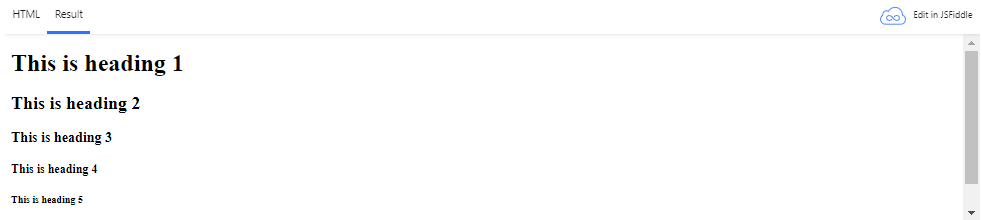 HTML Result Edit in JSFiddle
This is heading 1
This is heading 2
This is heading 3
This is heading 4
This is heading 5